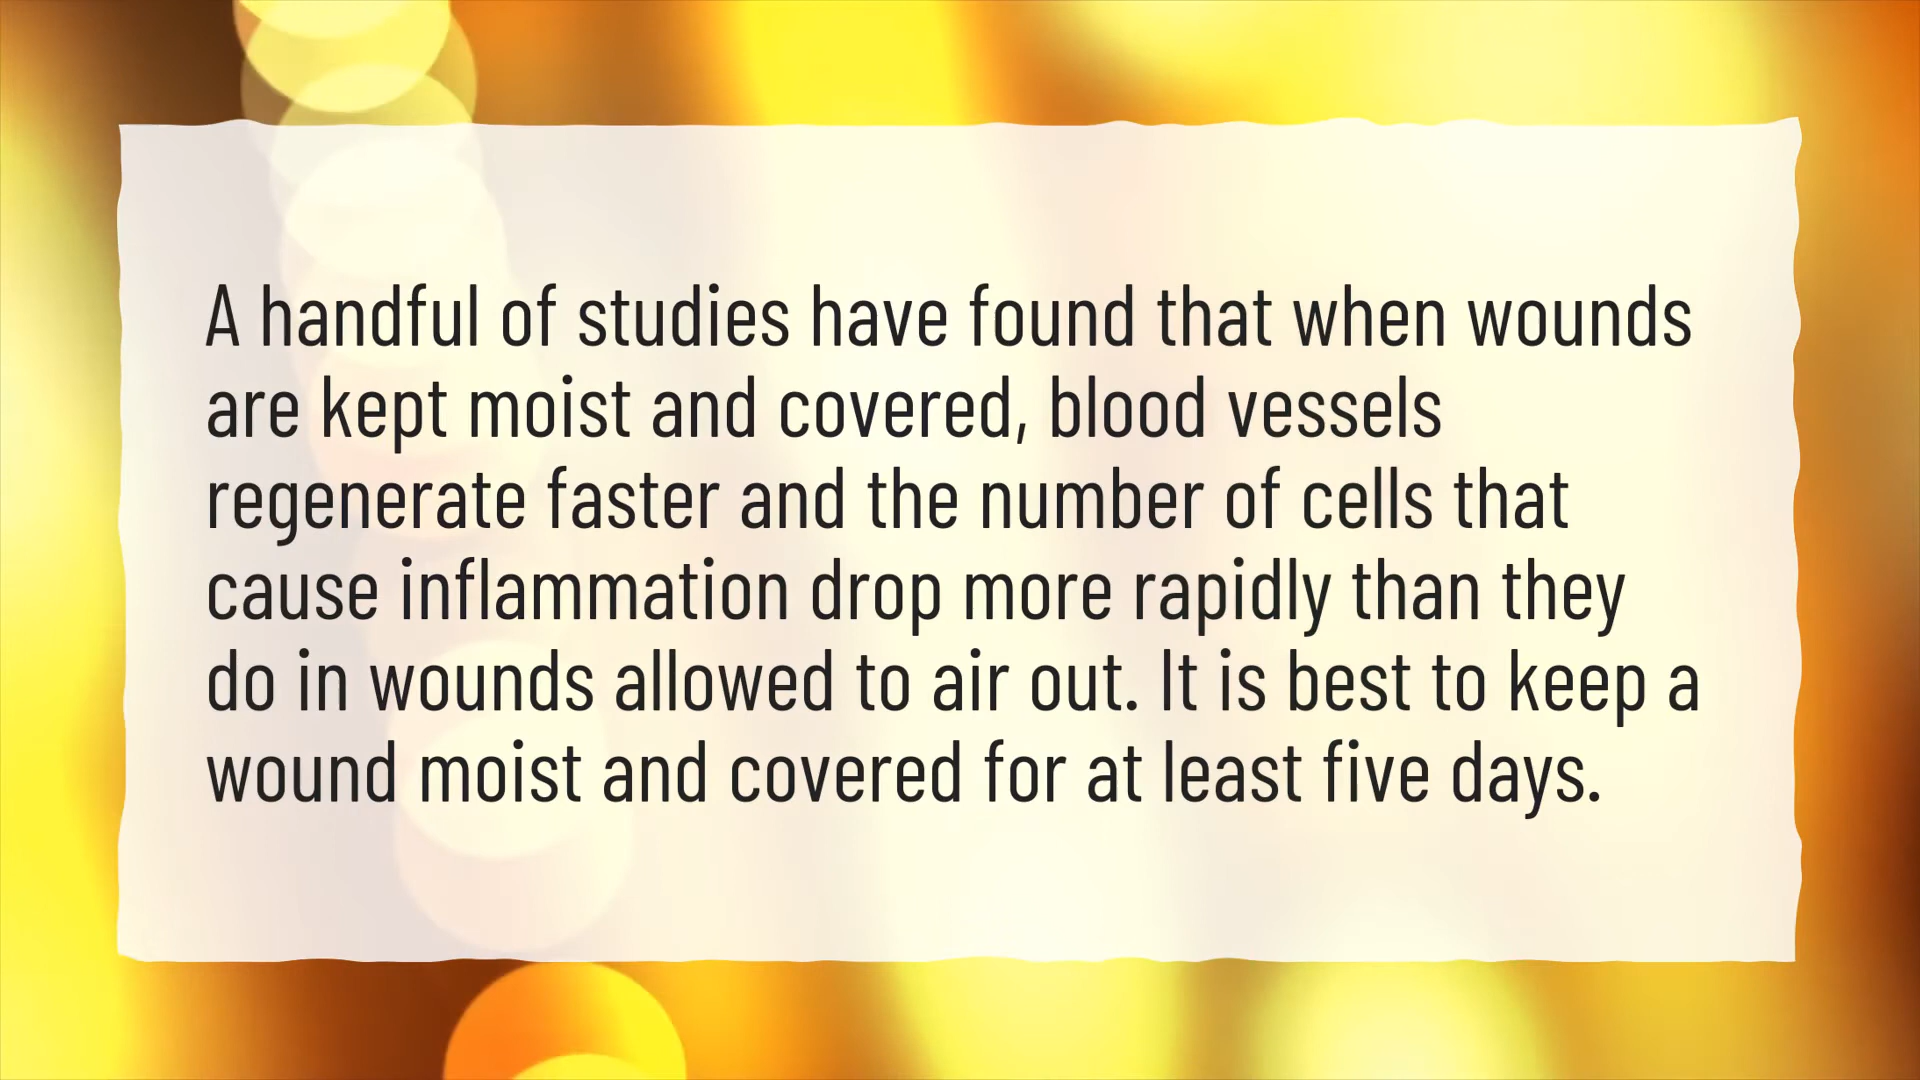 A handful of studies have found that when wounds
are kept moist and covered, blood vessels
regenerate faster and the number of cells that
cause inflammation drop more rapidly than they
do in wounds allowed to air out. It is best to keep a
wound moist and covered for at least five days.